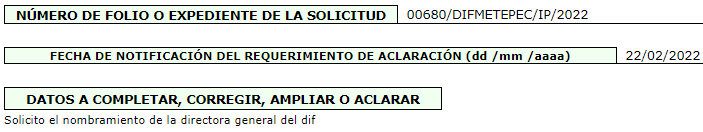 NÚMERO DE FOLIO O EXPEDIENTE DE LA SOLICITUD 00680/DIFMETEPEC/IP/2022
FECHA DE NOTIFICACIÓN DEL REQUERIMIENTO DE ACLARACIÓN (dd /mm /aaaa) 22/02/2022
DATOS A COMPLETAR, CORREGIR, AMPLIAR O ACLARAR
Solicito el nombramiento de la directora general del dif